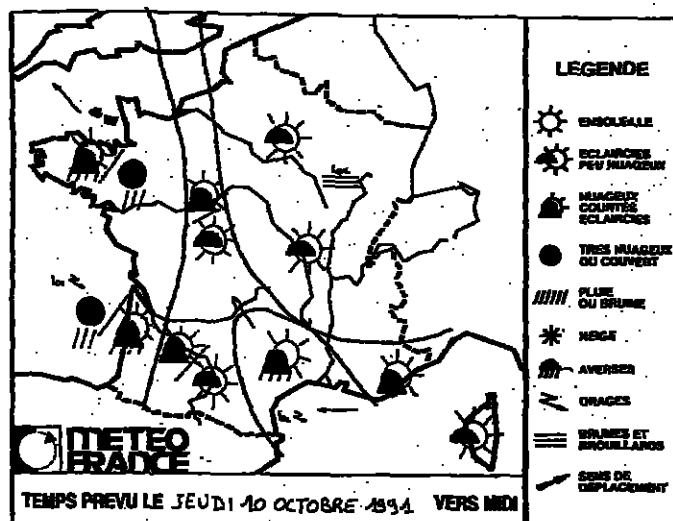 LEGENDE
ENSOLEILLE
ECLAIRCIES
PEU NUAGEUX
NUAGEUX
COURTES
ECLAIRCIES
TRES NUAGEUX
OU COUVERT
PLUIE
OU BRUINE
NEIGE
AVERSES
ORAGES
BRUMES ET
BROUILLARDS
SENS DE
DEPLACEMENT
METEO
FRANCE
TEMPS PREVU LE JEUDI 10 OCTOBRE 1991 VERS MIDI